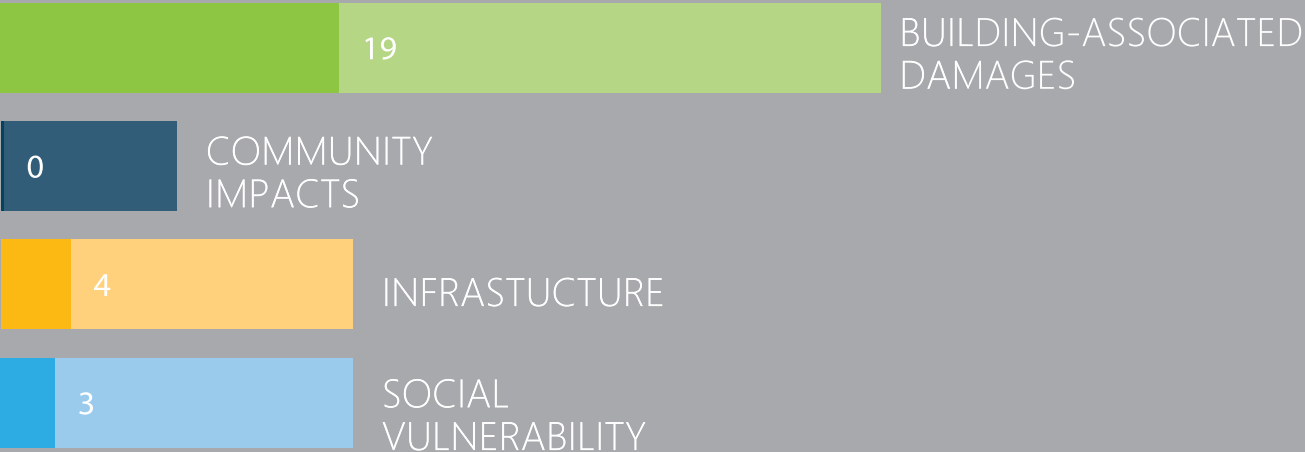 19
BUILDING-ASSOCIATED
DAMAGES
0
COMMUNITY
IMPACTS
4
INFRASTUCTURE
3
SOCIAL
VULNERABILITY